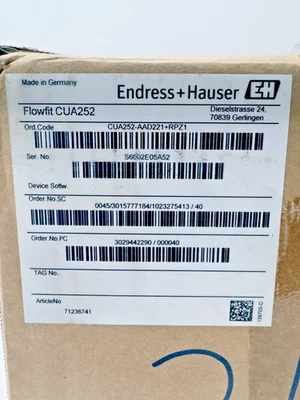 Made in Germany
Endress+Hauser EH
Flowfit CUA252
Dieselstrasse 24,
70839 Gerlingen
Ord.Code
CUA252-AAD221+RPZ1
Ser. No.
S6002E05A52
Device Softw.
Order.No.SC
0045/3015777184/1023275413 / 40
Order.No.PC
3029442290 / 000040
TAG No.
ArticleNo
71236741